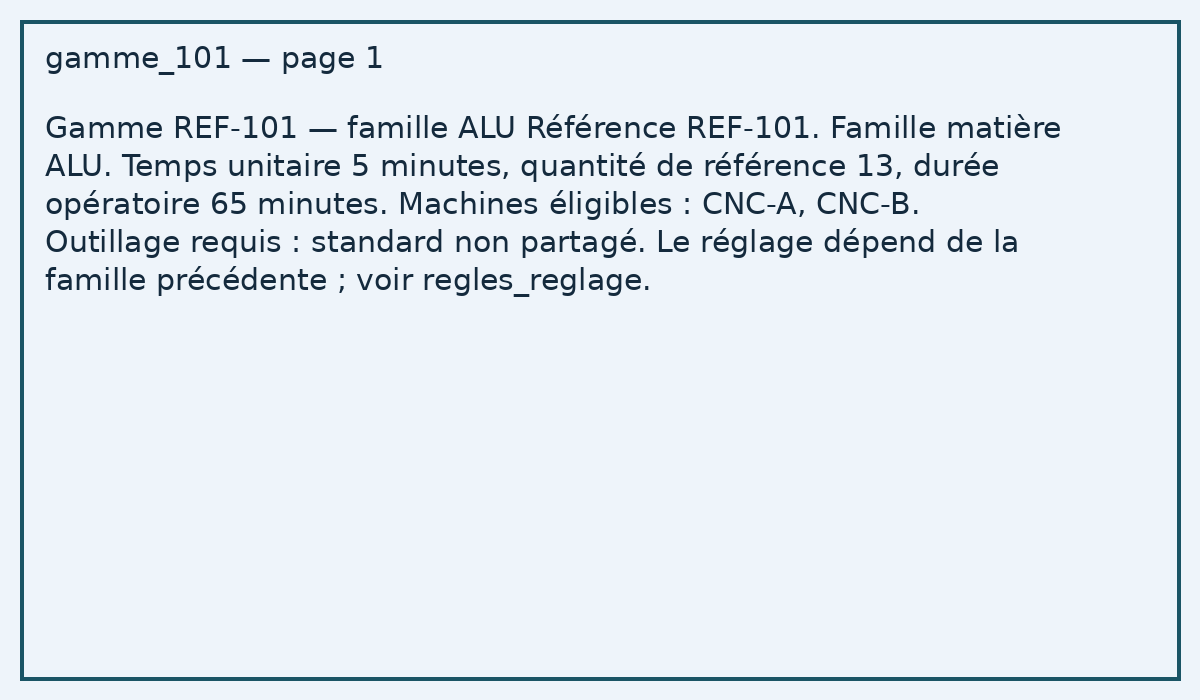 gamme_101 — page 1
Gamme REF-101 — famille ALU Référence REF-101. Famille matière
ALU. Temps unitaire 5 minutes, quantité de référence 13, durée
opératoire 65 minutes. Machines éligibles : CNC-A, CNC-B.
Outillage requis : standard non partagé. Le réglage dépend de la
famille précédente ; voir regles_reglage.